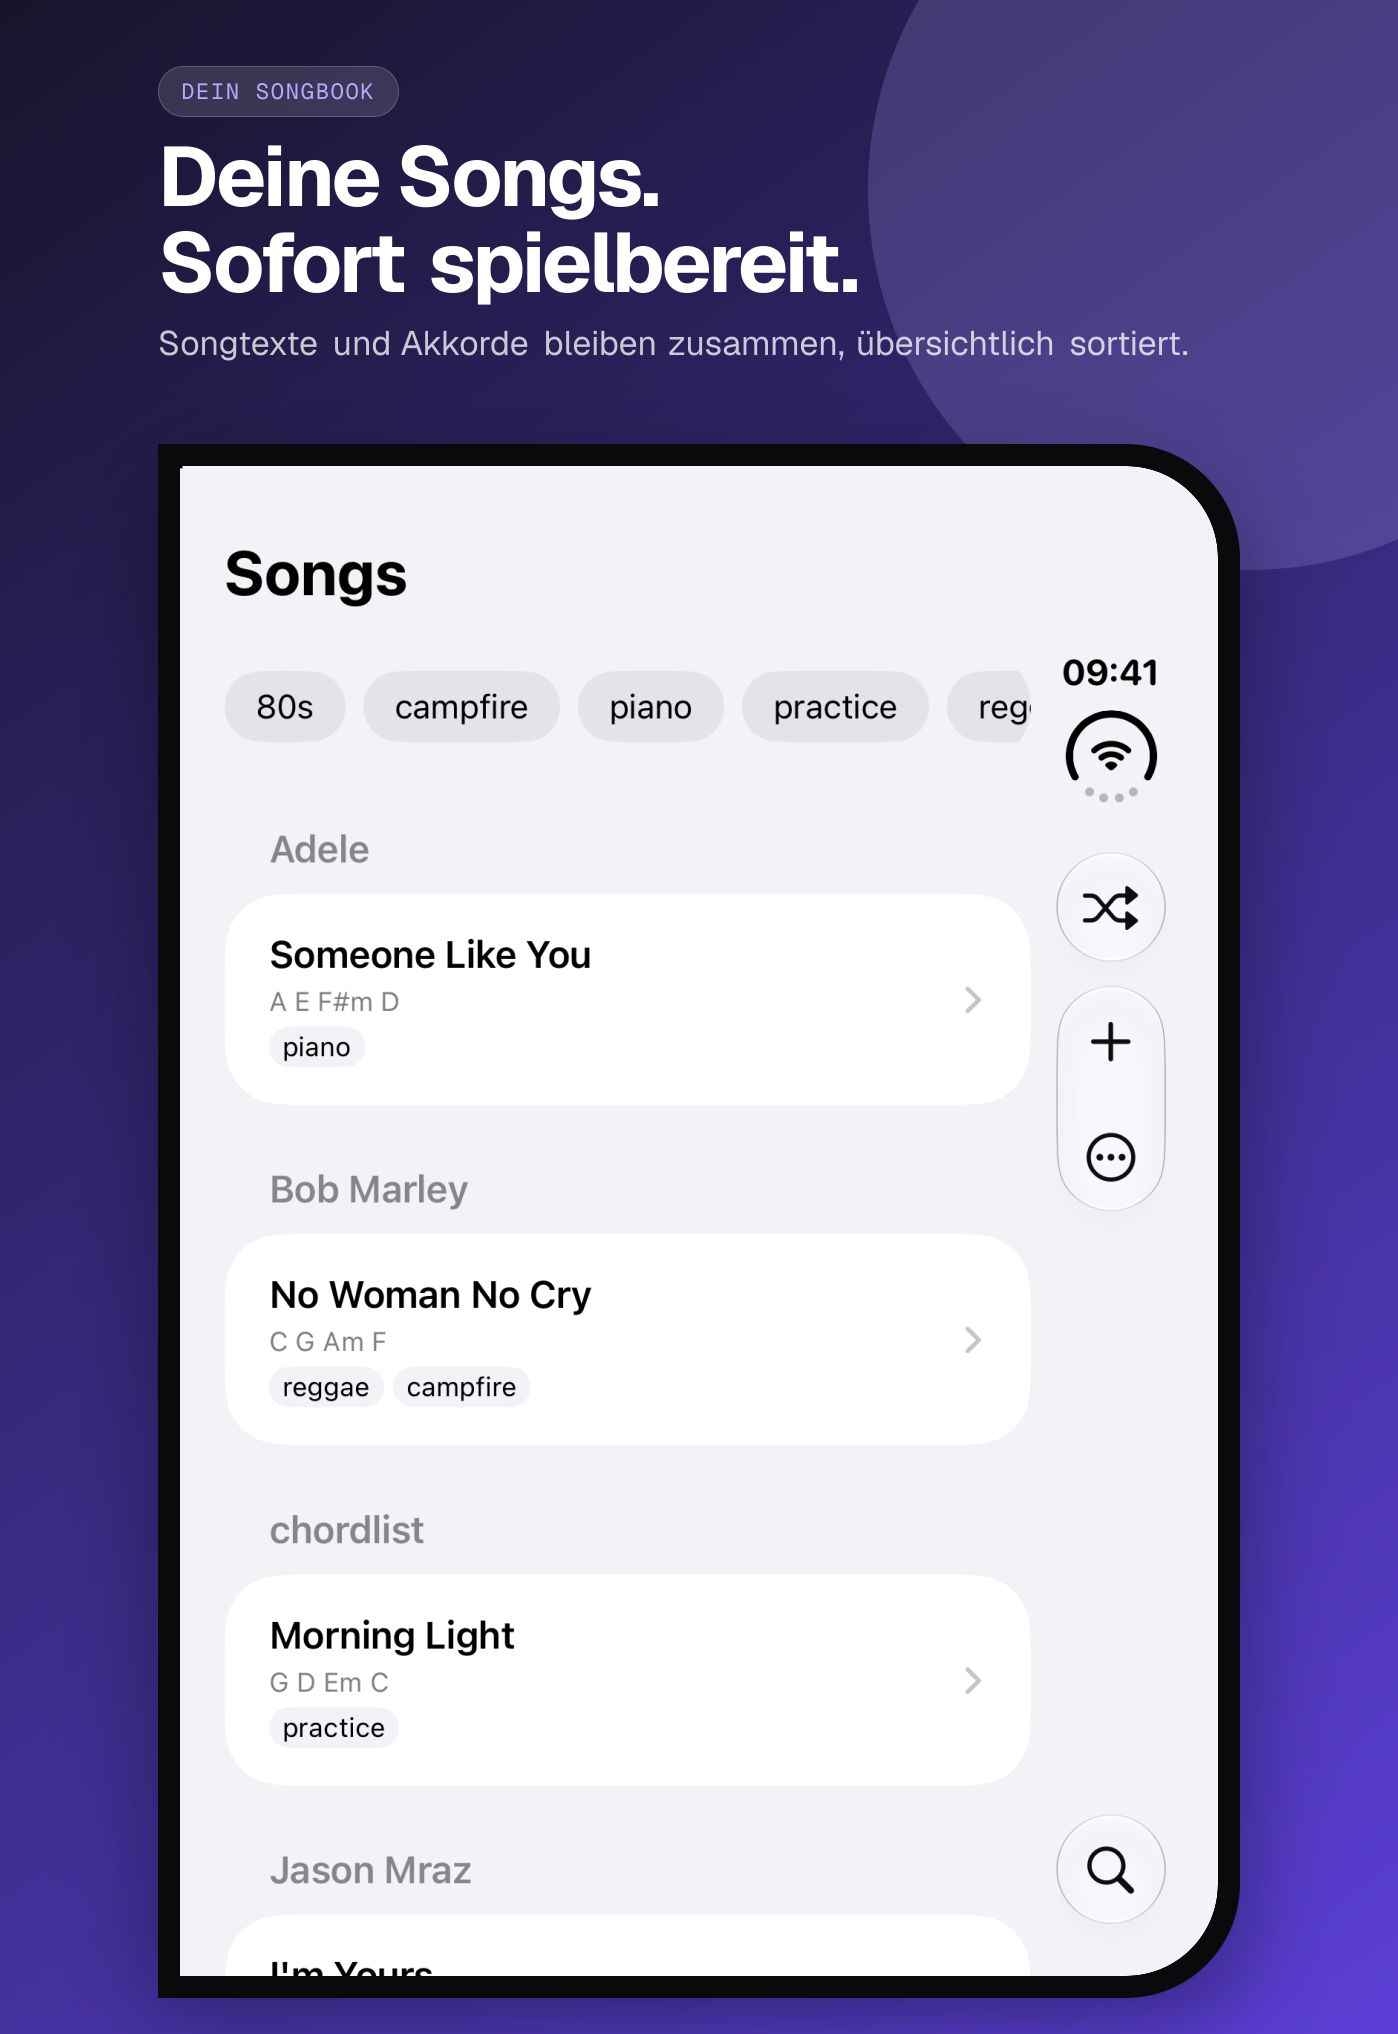 DEIN SONGBOOK
Deine Songs.
Sofort spielbereit.
Songtexte und Akkorde bleiben zusammen, übersichtlich sortiert.
Songs
09:41
80s campfire piano practice
Adele
Someone Like You
A E F#m D
piano
Bob Marley
No Woman No Cry
C G Am F
reggae campfire
chordlist
Morning Light
G D Em C
practice
Jason Mraz
I'm Yours